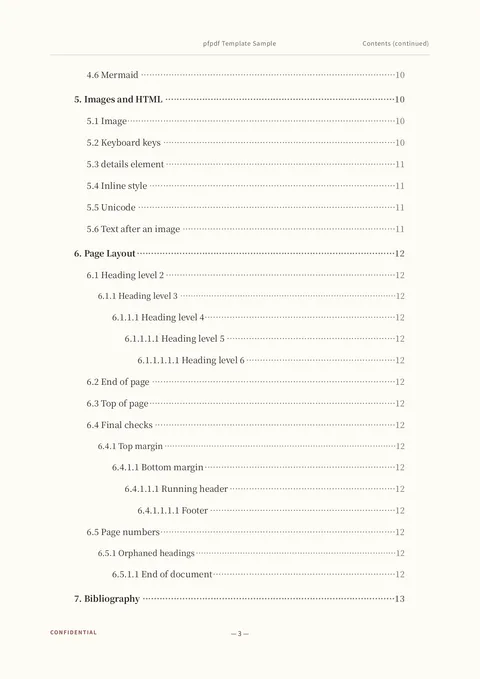 pfpdf Template Sample
Contents (continued)
4.6 Mermaid 10
5. Images and HTML 10
5.1 Image 10
5.2 Keyboard keys 10
5.3 details element 11
5.4 Inline style 11
5.5 Unicode 11
5.6 Text after an image 11
6. Page Layout 12
6.1 Heading level 2 12
6.1.1 Heading level 3 12
6.1.1.1 Heading level 4 12
6.1.1.1.1 Heading level 5 12
6.1.1.1.1.1 Heading level 6 12
6.2 End of page 12
6.3 Top of page 12
6.4 Final checks 12
6.4.1 Top margin 12
6.4.1.1 Bottom margin 12
6.4.1.1.1 Running header 12
6.4.1.1.1.1 Footer 12
6.5 Page numbers 12
6.5.1 Orphaned headings 12
6.5.1.1 End of document 12
7. Bibliography 13
CONFIDENTIAL
— 3 —